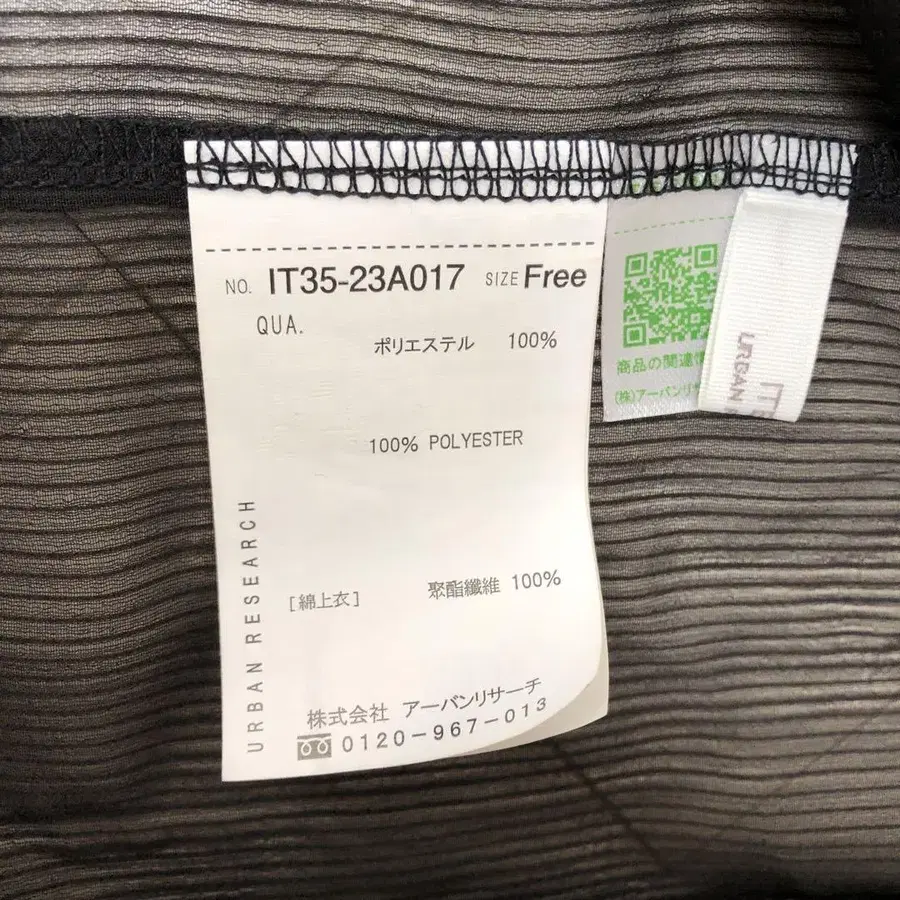 NO. IT35-23A017 SIZE Free
QUA.
ポリエステル 100%
100% POLYESTER
[綿上衣] 聚酯纖維 100%
URBAN RESEARCH
株式会社 アーバンリサーチ
0120-967-013
商品の関連情
(株)アーバンリサ
URBAN